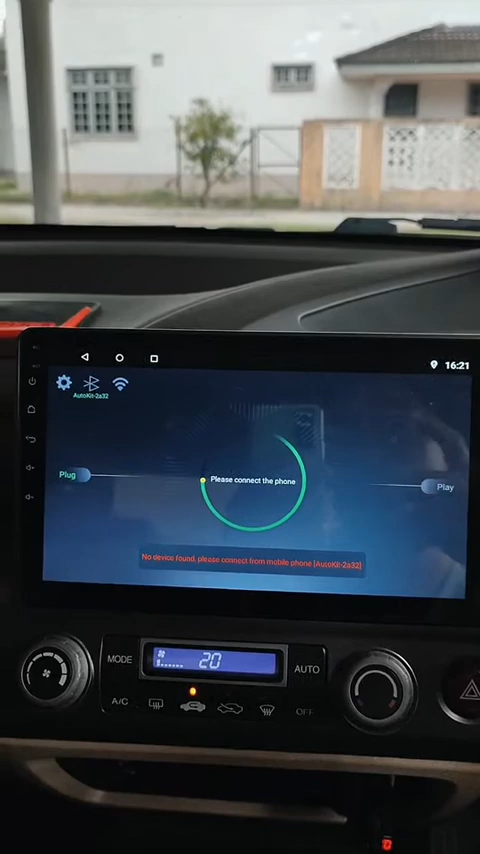 16:21
AutoKit-2a32
Plug
Please connect the phone
Play
No device found, please connect from mobile phone [AutoKit-2a32]
MODE
20
AUTO
1
A/C
OFF